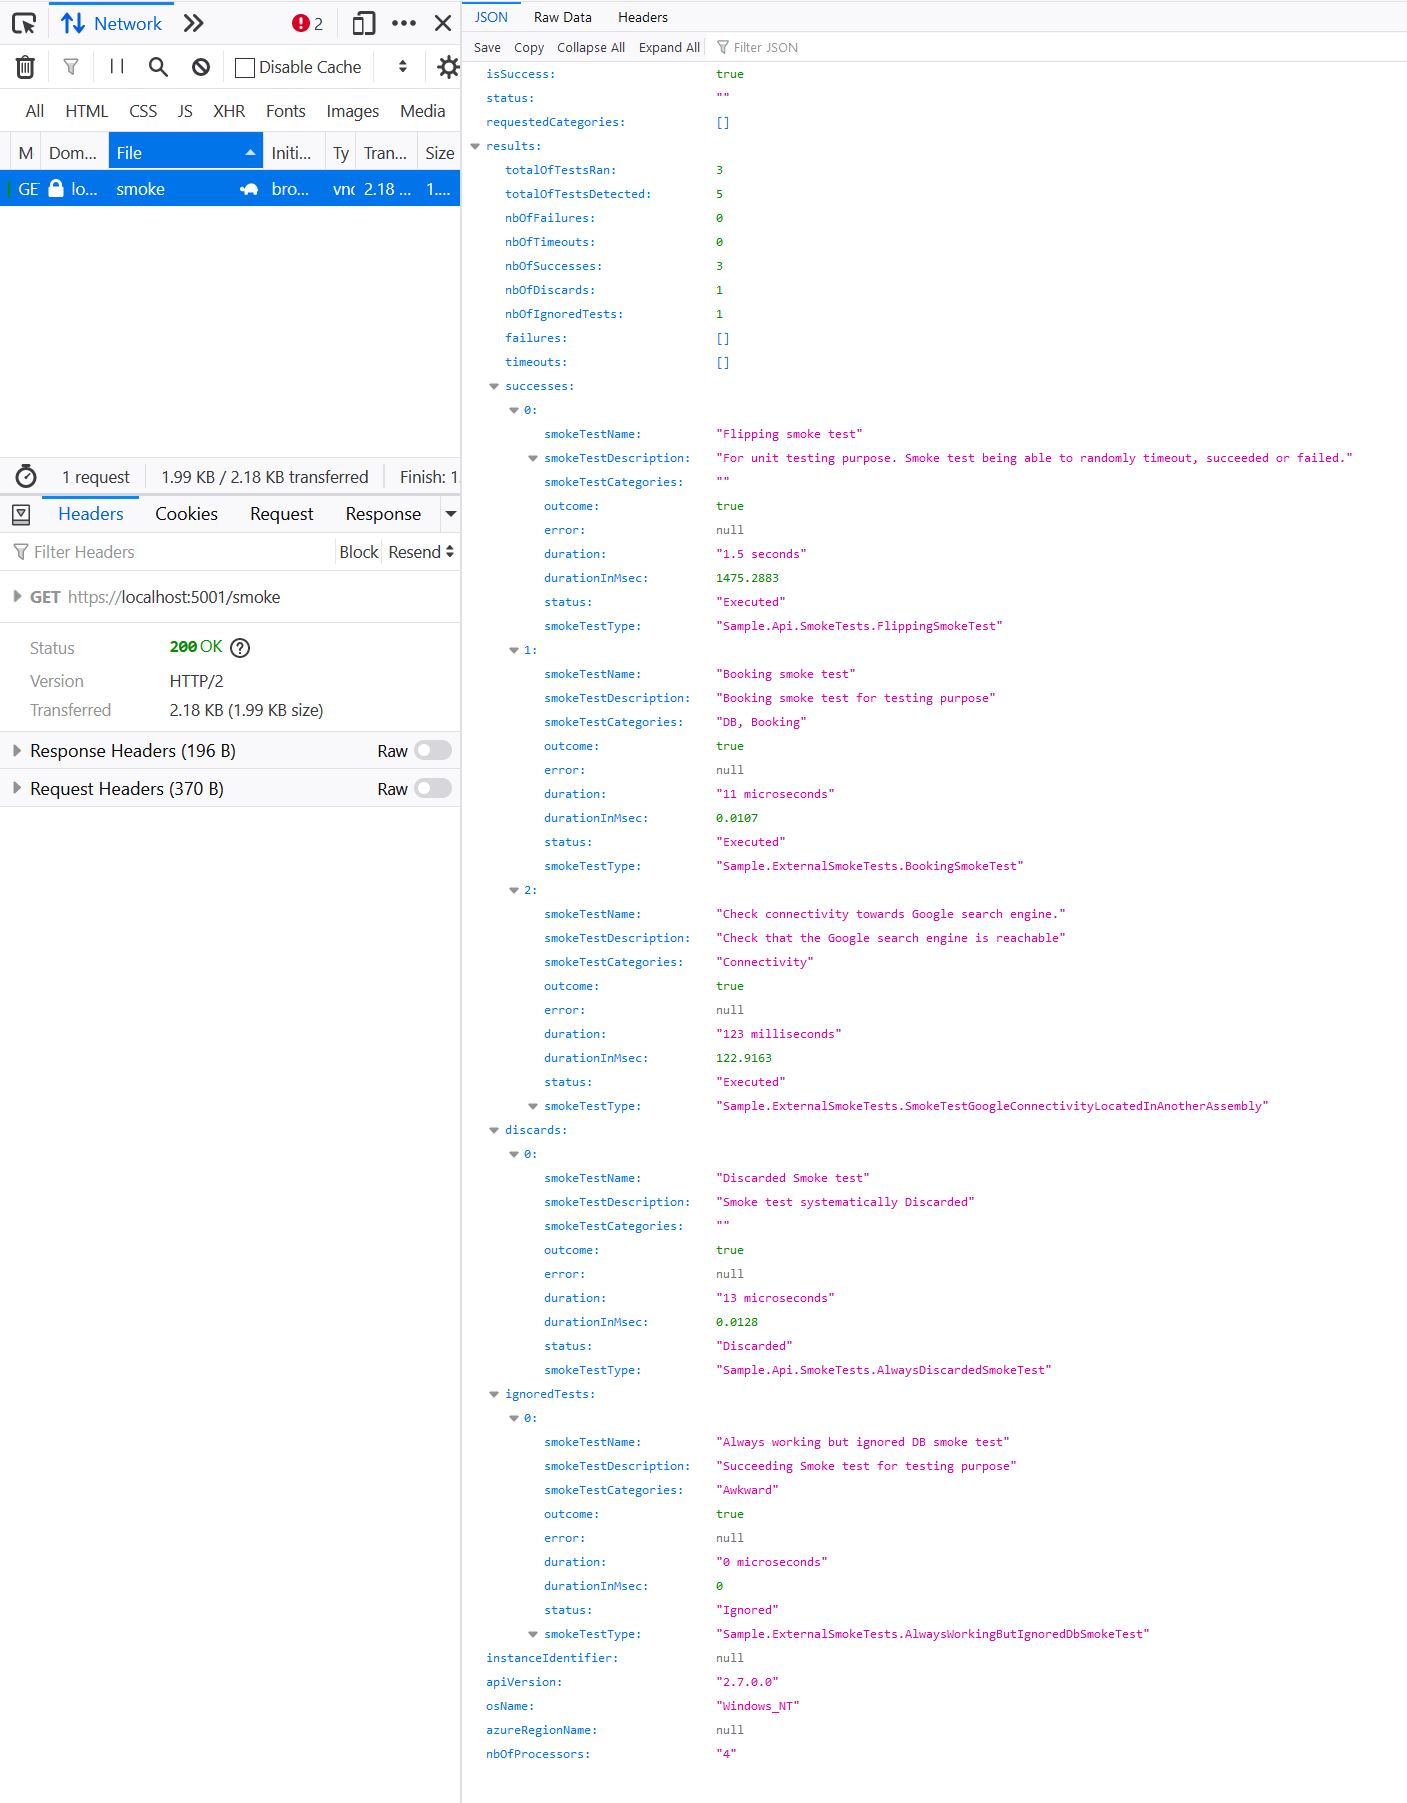 Network
2
Disable Cache
All HTML CSS JS XHR Fonts Images Media
M Dom... File Initi... Ty Tran... Size
GE lo... smoke bro... vnd 2.18 ... 1....
1 request 1.99 KB / 2.18 KB transferred Finish: 1
Headers Cookies Request Response
Filter Headers Block Resend
GET https://localhost:5001/smoke
Status 200 OK
Version HTTP/2
Transferred 2.18 KB (1.99 KB size)
Response Headers (196 B) Raw
Request Headers (370 B) Raw
JSON Raw Data Headers
Save Copy Collapse All Expand All Filter JSON
isSuccess: true
status: ""
requestedCategories: []
results:
totalOfTestsRan: 3
totalOfTestsDetected: 5
nbOfFailures: 0
nbOfTimeouts: 0
nbOfSuccesses: 3
nbOfDiscards: 1
nbOfIgnoredTests: 1
failures: []
timeouts: []
successes:
0:
smokeTestName: "Flipping smoke test"
smokeTestDescription: "For unit testing purpose. Smoke test being able to randomly timeout, succeeded or failed."
smokeTestCategories: ""
outcome: true
error: null
duration: "1.5 seconds"
durationInMsec: 1475.2883
status: "Executed"
smokeTestType: "Sample.Api.SmokeTests.FlippingSmokeTest"
1:
smokeTestName: "Booking smoke test"
smokeTestDescription: "Booking smoke test for testing purpose"
smokeTestCategories: "DB, Booking"
outcome: true
error: null
duration: "11 microseconds"
durationInMsec: 0.0107
status: "Executed"
smokeTestType: "Sample.ExternalSmokeTests.BookingSmokeTest"
2:
smokeTestName: "Check connectivity towards Google search engine."
smokeTestDescription: "Check that the Google search engine is reachable"
smokeTestCategories: "Connectivity"
outcome: true
error: null
duration: "123 milliseconds"
durationInMsec: 122.9163
status: "Executed"
smokeTestType: "Sample.ExternalSmokeTests.SmokeTestGoogleConnectivityLocatedInAnotherAssembly"
discards:
0:
smokeTestName: "Discarded Smoke test"
smokeTestDescription: "Smoke test systematically Discarded"
smokeTestCategories: ""
outcome: true
error: null
duration: "13 microseconds"
durationInMsec: 0.0128
status: "Discarded"
smokeTestType: "Sample.Api.SmokeTests.AlwaysDiscardedSmokeTest"
ignoredTests:
0:
smokeTestName: "Always working but ignored DB smoke test"
smokeTestDescription: "Succeeding Smoke test for testing purpose"
smokeTestCategories: "Awkward"
outcome: true
error: null
duration: "0 microseconds"
durationInMsec: 0
status: "Ignored"
smokeTestType: "Sample.ExternalSmokeTests.AlwaysWorkingButIgnoredDbSmokeTest"
instanceIdentifier: null
apiVersion: "2.7.0.0"
osName: "Windows_NT"
azureRegionName: null
nbOfProcessors: "4"